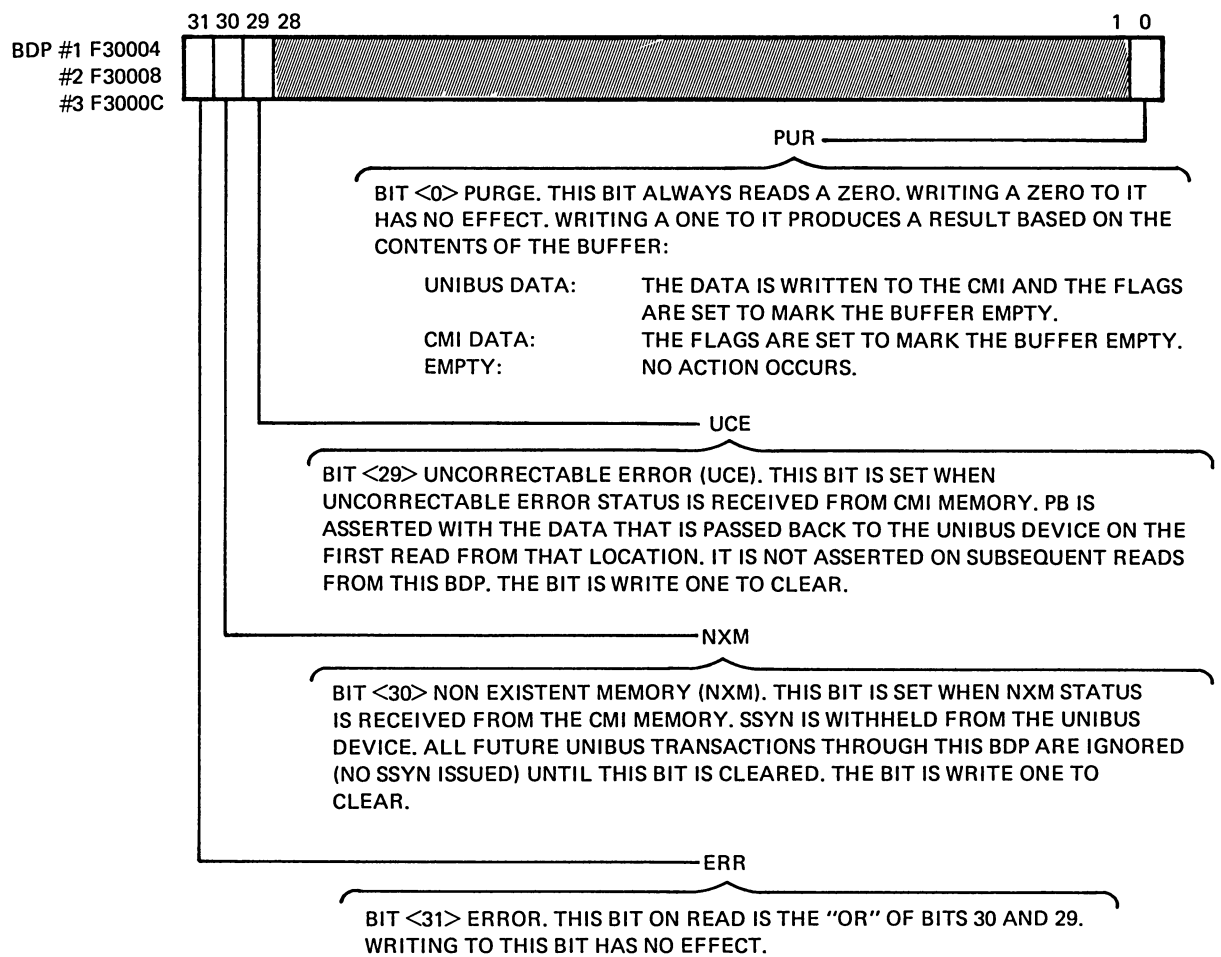 31 30 29 28 1 0
BDP #1 F30004
#2 F30008
#3 F3000C
PUR
BIT <0> PURGE. THIS BIT ALWAYS READS A ZERO. WRITING A ZERO TO IT
HAS NO EFFECT. WRITING A ONE TO IT PRODUCES A RESULT BASED ON THE
CONTENTS OF THE BUFFER:
UNIBUS DATA: THE DATA IS WRITTEN TO THE CMI AND THE FLAGS
ARE SET TO MARK THE BUFFER EMPTY.
CMI DATA: THE FLAGS ARE SET TO MARK THE BUFFER EMPTY.
EMPTY: NO ACTION OCCURS.
UCE
BIT <29> UNCORRECTABLE ERROR (UCE). THIS BIT IS SET WHEN
UNCORRECTABLE ERROR STATUS IS RECEIVED FROM CMI MEMORY. PB IS
ASSERTED WITH THE DATA THAT IS PASSED BACK TO THE UNIBUS DEVICE ON THE
FIRST READ FROM THAT LOCATION. IT IS NOT ASSERTED ON SUBSEQUENT READS
FROM THIS BDP. THE BIT IS WRITE ONE TO CLEAR.
NXM
BIT <30> NON EXISTENT MEMORY (NXM). THIS BIT IS SET WHEN NXM STATUS
IS RECEIVED FROM THE CMI MEMORY. SSYN IS WITHHELD FROM THE UNIBUS
DEVICE. ALL FUTURE UNIBUS TRANSACTIONS THROUGH THIS BDP ARE IGNORED
(NO SSYN ISSUED) UNTIL THIS BIT IS CLEARED. THE BIT IS WRITE ONE TO
CLEAR.
ERR
BIT <31> ERROR. THIS BIT ON READ IS THE "OR" OF BITS 30 AND 29.
WRITING TO THIS BIT HAS NO EFFECT.